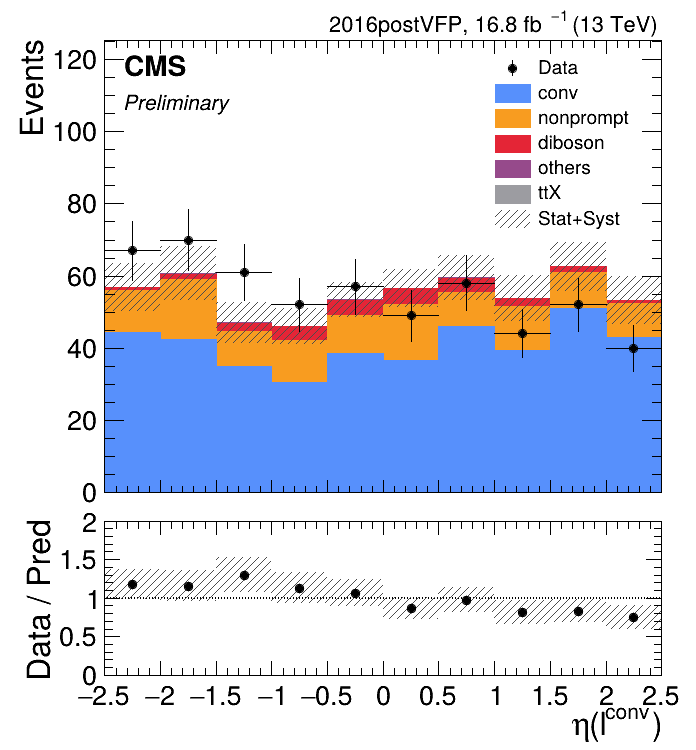 2016postVFP, 16.8 fb⁻¹ (13 TeV)
Events
120
100
80
60
40
20
0
CMS
Preliminary
Data
conv
nonprompt
diboson
others
ttX
Stat+Syst
Data / Pred
2
1.5
1
0.5
0
−2.5 −2 −1.5 −1 −0.5 0 0.5 1 1.5 2 2.5
η(l^conv)